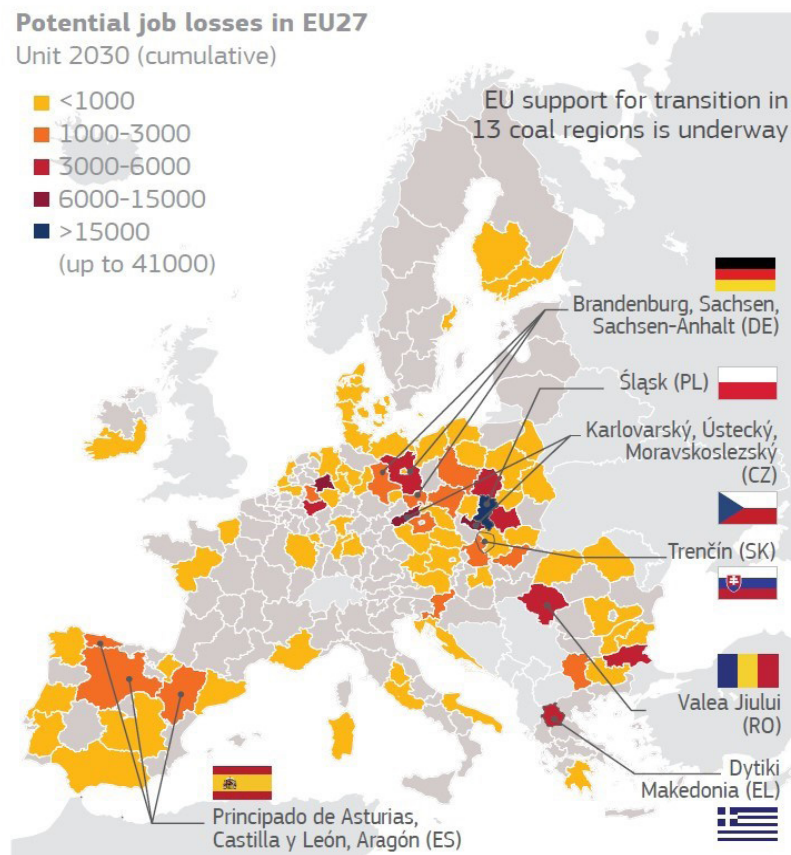 Potential job losses in EU27
Unit 2030 (cumulative)
<1000
1000-3000
3000-6000
6000-15000
>15000
(up to 41000)
EU support for transition in
13 coal regions is underway
Brandenburg, Sachsen,
Sachsen-Anhalt (DE)
Śląsk (PL)
Karlovarský, Ústecký,
Moravskoslezský
(CZ)
Trenčín (SK)
Valea Jiului
(RO)
Dytiki
Makedonia (EL)
Principado de Asturias,
Castilla y León, Aragón (ES)